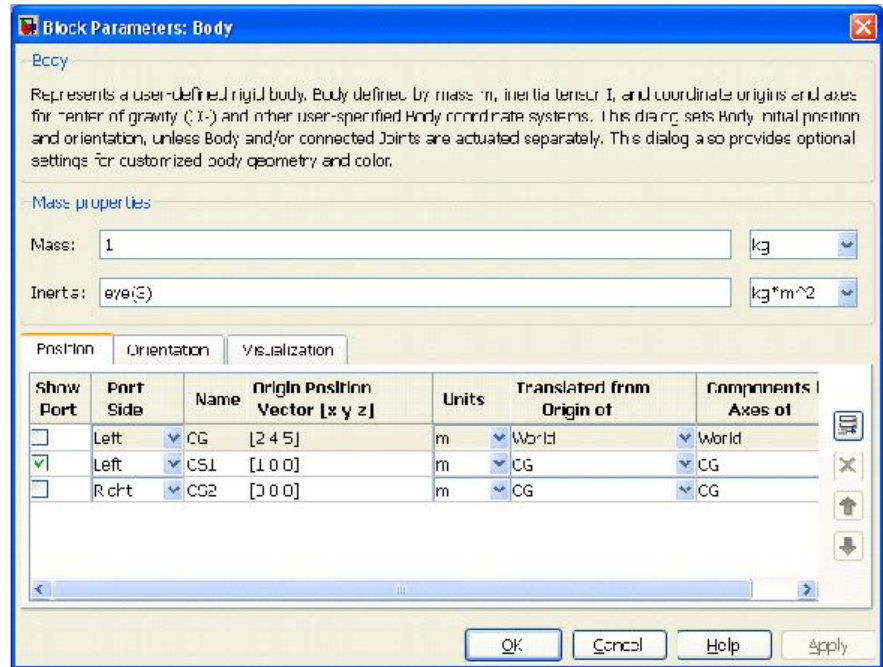 Block Parameters: Body
Body
Represents a user-defined rigid body. Body defined by mass m, inertia tensor I, and coordinate origins and axes
for center of gravity (CG) and other user-specified Body coordinate systems. This dialog sets Body initial position
and orientation, unless Body and/or connected Joints are actuated separately. This dialog also provides optional
settings for customized body geometry and color.
Mass properties
Mass: 1 kg
Inertia: eye(3) kg*m^2
Position Orientation Visualization
Show Port Port Side Name Origin Position Vector [x y z] Units Translated from Origin of Components Axes of
Left CG [2 4 5] m World World
Left CS1 [1 0 0] m CG CG
Right CS2 [0 0 0] m CG CG
OK Cancel Help Apply